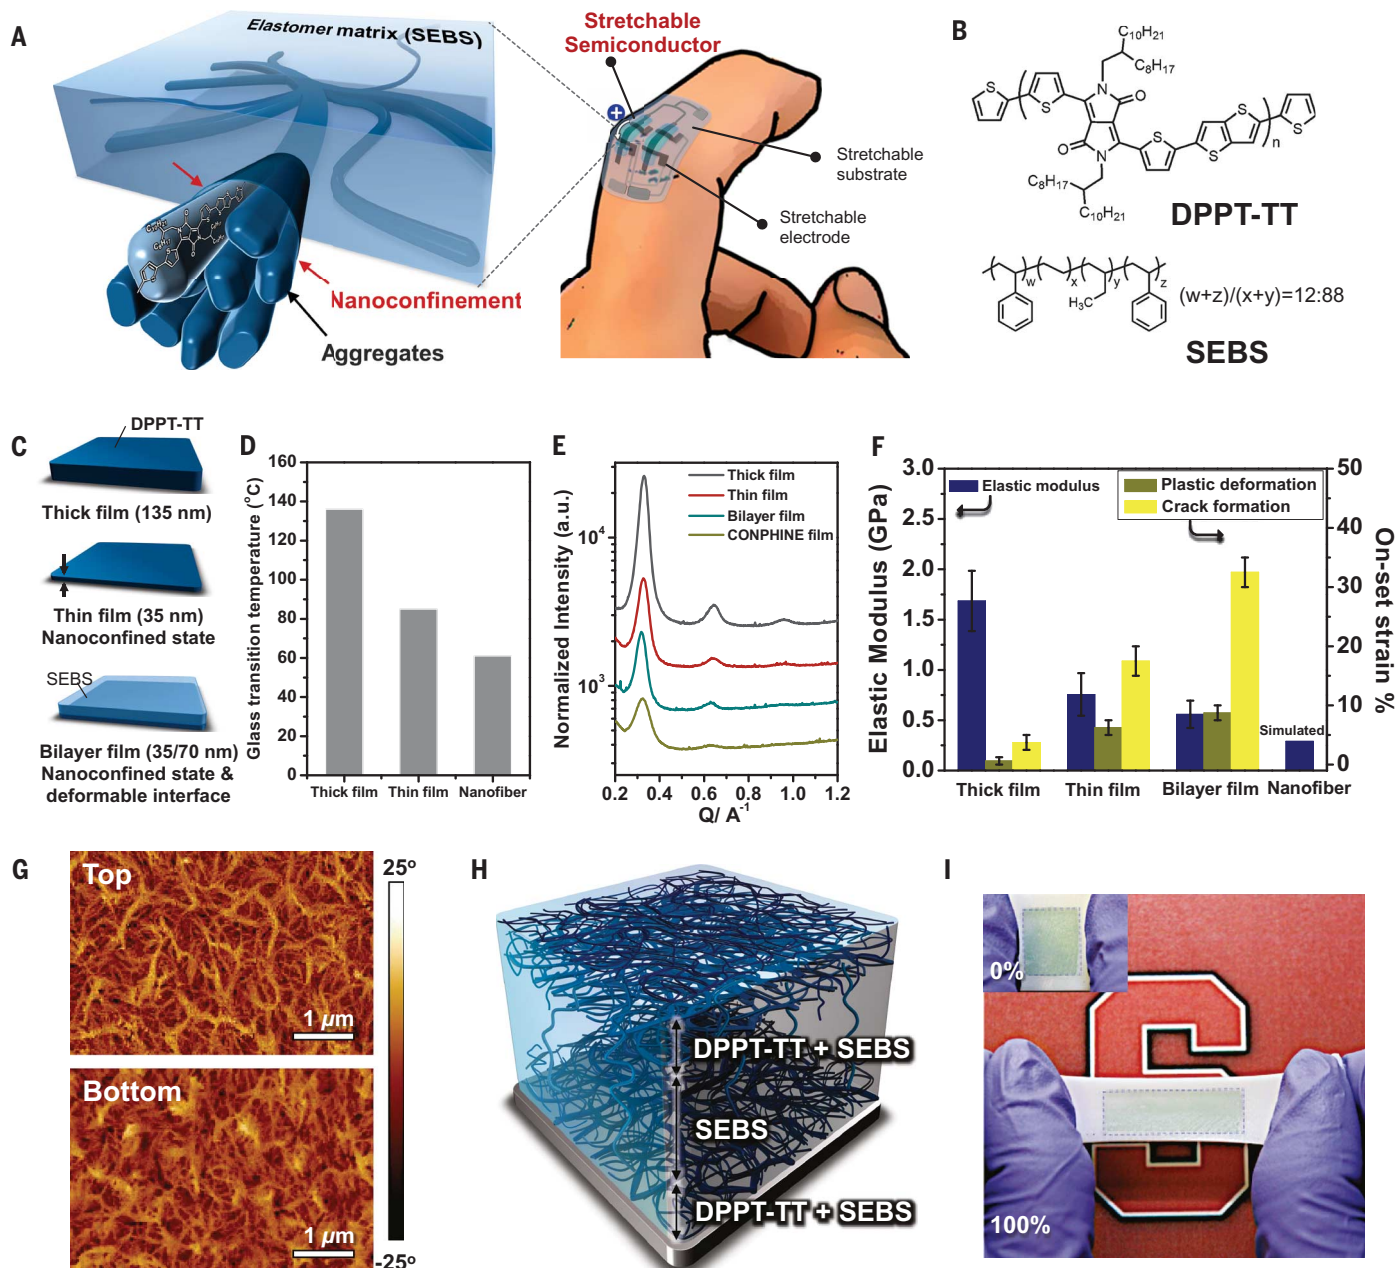 A
Elastomer matrix (SEBS)
Nanoconfinement
Aggregates
Stretchable
Semiconductor
+
Stretchable
substrate
Stretchable
electrode
B
C10H21
C8H17
N
O
S
S
S
S
n
S
S
O
N
C8H17
C10H21
DPPT-TT
w
x
y
z
H3C
(w+z)/(x+y)=12:88
SEBS
C
DPPT-TT
Thick film (135 nm)
Thin film (35 nm)
Nanoconfined state
SEBS
Bilayer film (35/70 nm)
Nanoconfined state &
deformable interface
D
Glass transition temperature (°C)
160
140
120
100
80
60
40
20
0
Thick film
Thin film
Nanofiber
E
Normalized Intensity (a.u.)
10^4
10^3
Thick film
Thin film
Bilayer film
CONPHINE film
0.2 0.4 0.6 0.8 1.0 1.2
Q/ A^-1
F
Elastic Modulus (GPa)
3.0
2.5
2.0
1.5
1.0
0.5
0.0
Elastic modulus
Plastic deformation
Crack formation
Simulated
50
40
30
20
10
0
On-set strain %
Thick film
Thin film
Bilayer film
Nanofiber
G
Top
1 µm
Bottom
1 µm
25°
-25°
H
DPPT-TT + SEBS
SEBS
DPPT-TT + SEBS
I
0%
100%